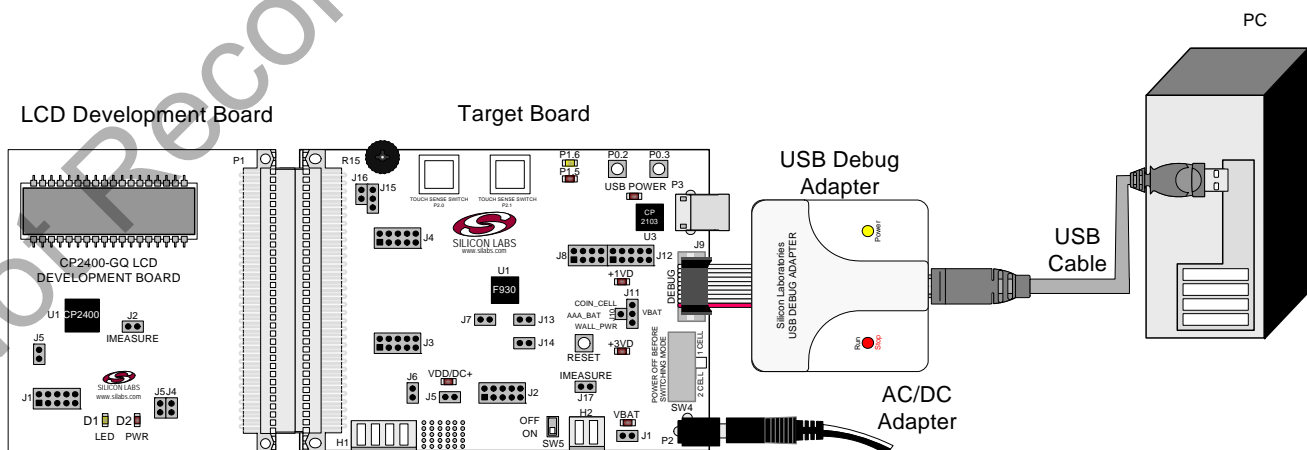 PC
LCD Development Board
Target Board
P1
R15
J16
J15
TOUCH SENSE SWITCH
P2.0
TOUCH SENSE SWITCH
P2.1
P1.6
P1.5
P0.2
P0.3
USB POWER
P3
CP
2103
U3
J4
SILICON LABS
www.silabs.com
J8
J12
J9
DEBUG
+1VD
U1
F930
COIN_CELL
AAA_BAT
WALL_PWR
J10
J11
VBAT
J7
J13
J14
J3
RESET
+3VD
POWER OFF BEFORE
SWITCHING MODE
2 CELL
1 CELL
SW4
J6
VDD/DC+
J5
J2
IMEASURE
J17
OFF
ON
SW5
H2
VBAT
J1
P2
H1
CP2400-GQ LCD
DEVELOPMENT BOARD
U1
CP2400
J2
IMEASURE
J5
SILICON LABS
www.silabs.com
J1
J5
J4
D1
D2
LED
PWR
USB Debug
Adapter
Power
Silicon Laboratories
USB DEBUG ADAPTER
Run
Stop
USB
Cable
AC/DC
Adapter
ot Recor